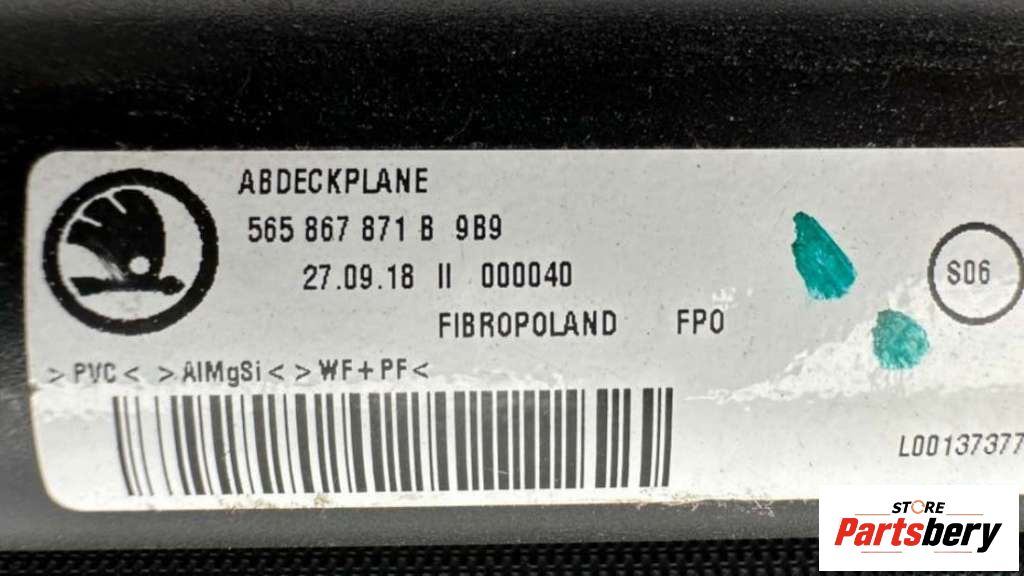 ABDECKPLANE
565 867 871 B 9B9
27.09.18 II 000040
FIBROPOLAND FPO
S06
>PVC< >AlMgSi< >WF+PF<
L00137377
STORE
Partsbery